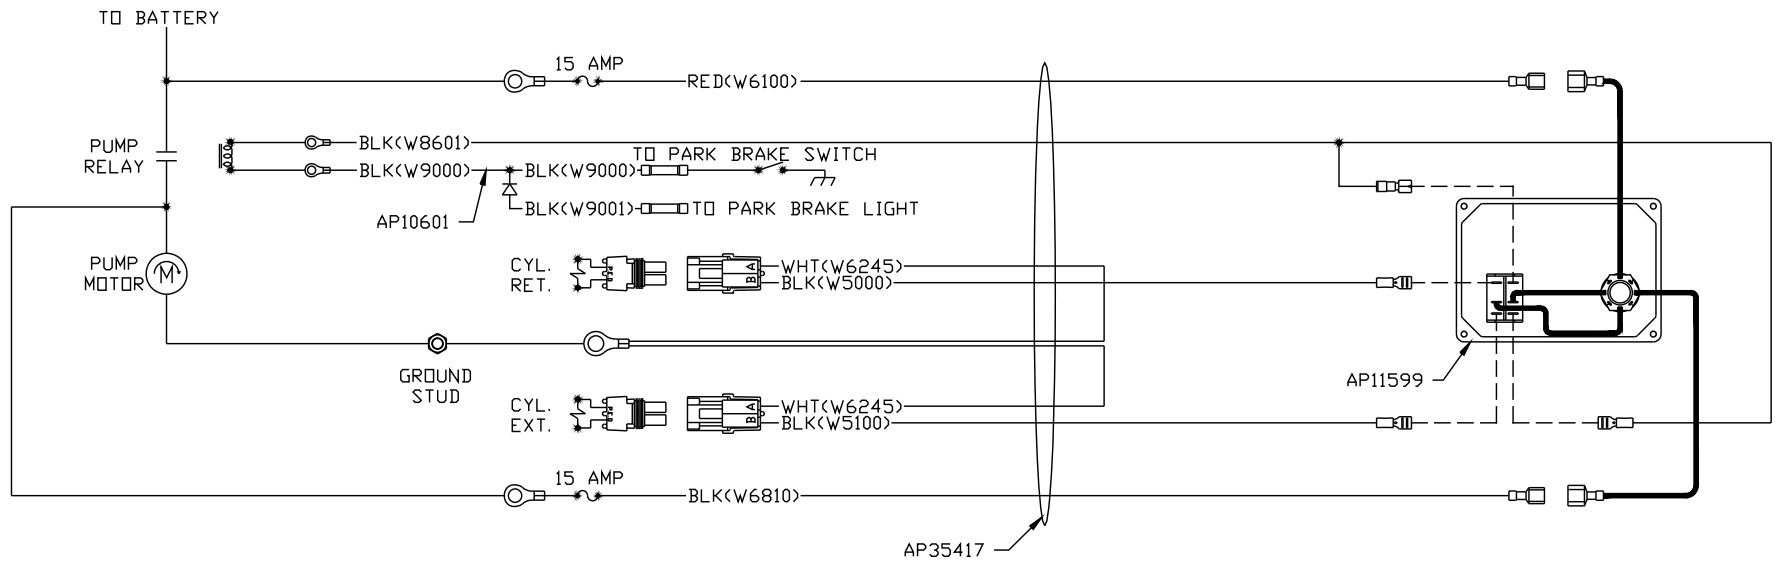 TO BATTERY
15 AMP
RED(W6100)
PUMP
RELAY
BLK(W8601)
TO PARK BRAKE SWITCH
BLK(W9000)
BLK(W9000)
BLK(W9001)
TO PARK BRAKE LIGHT
AP10601
PUMP
MOTOR
M
CYL.
RET.
A
B
WHT(W6245)
BLK(W5000)
GROUND
STUD
AP11599
CYL.
EXT.
A
B
WHT(W6245)
BLK(W5100)
15 AMP
BLK(W6810)
AP35417